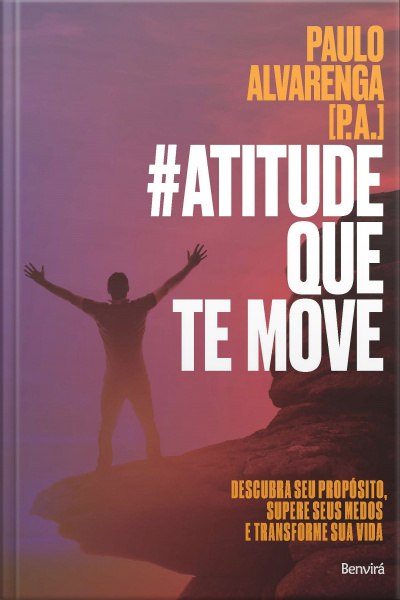 PAULO
ALVARENGA
[P.A.]
#ATITUDE
QUE
TE MOVE
DESCUBRA SEU PROPÓSITO,
SUPERE SEUS MEDOS
E TRANSFORME SUA VIDA
Benvirá